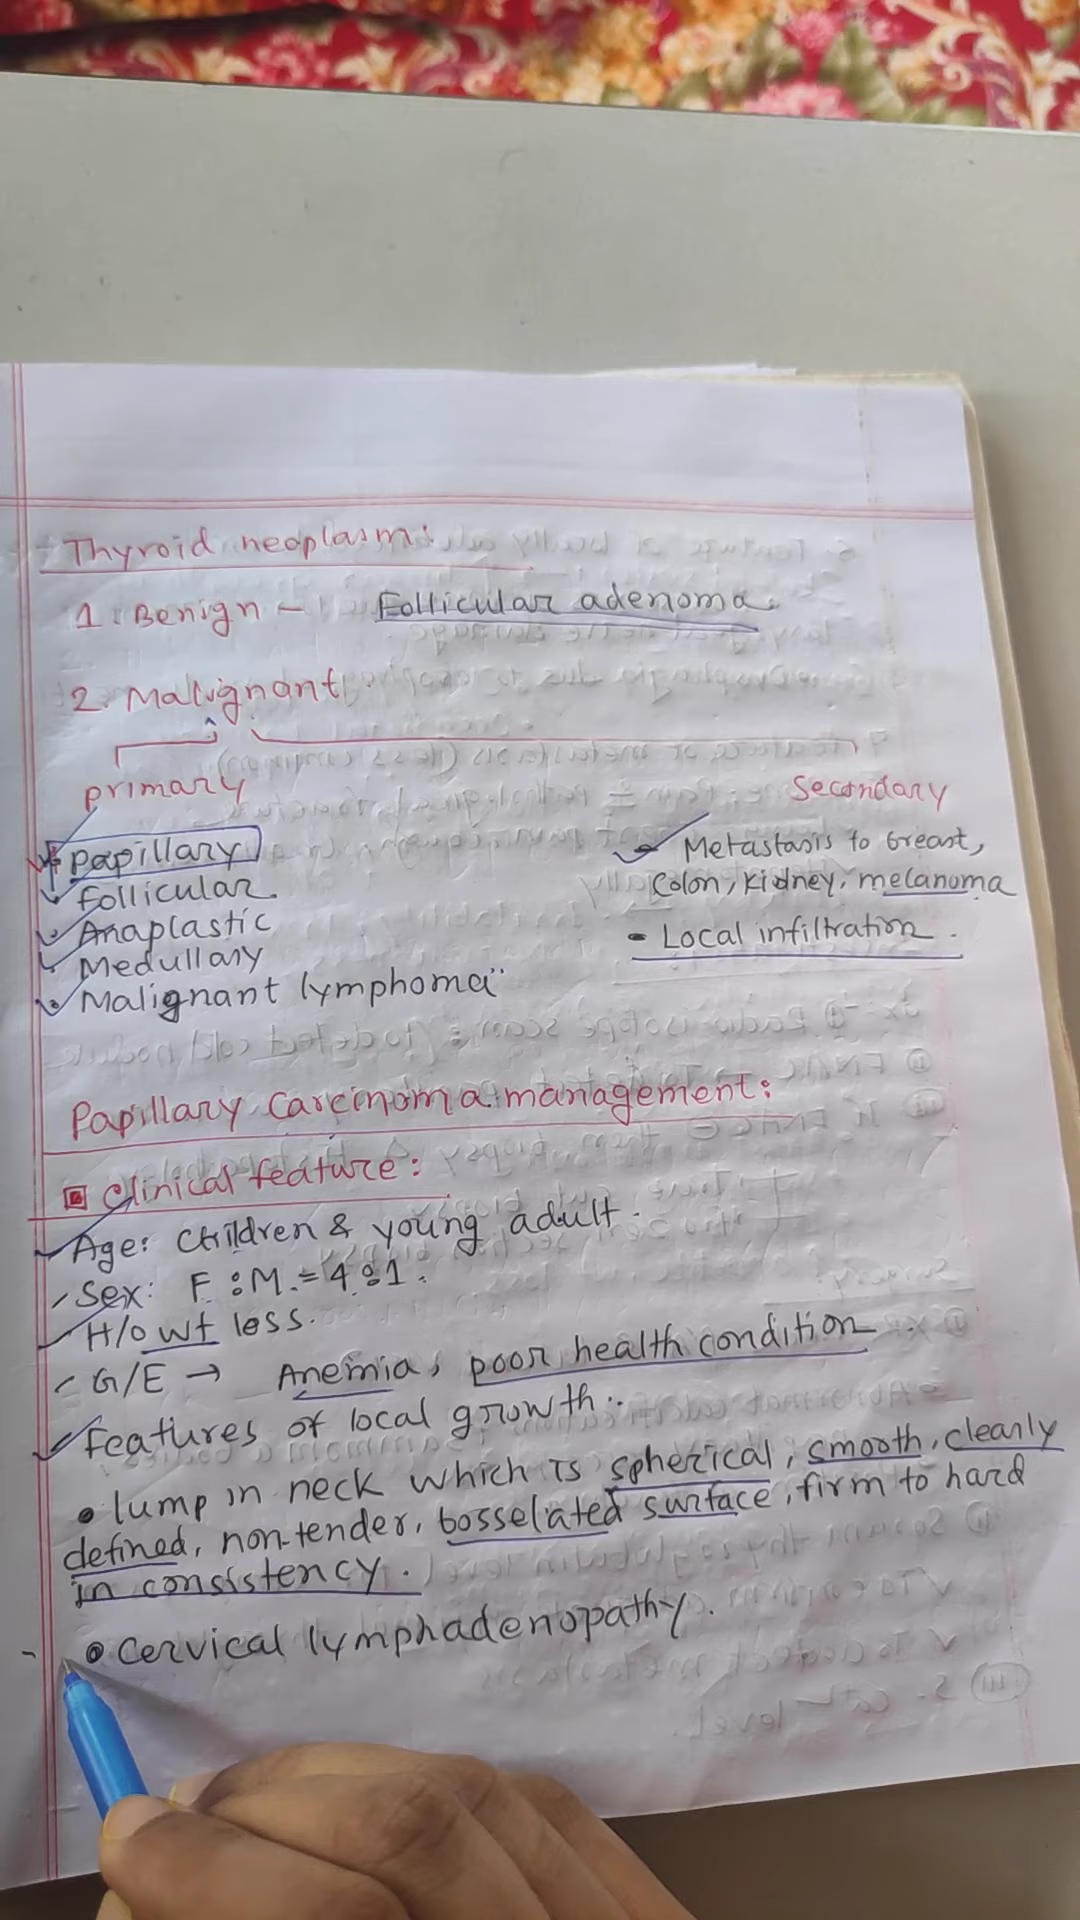 Thyroid neoplasm:
1. Benign – Follicular adenoma.
2. Malignant
Primary
Secondary
Papillary
Follicular
Anaplastic
Medullary
Malignant lymphoma
- Metastasis to breast,
Colon, Kidney, melanoma
- Local infiltration.
Papillary Carcinoma management:
Clinical feature:
Age: Children & young adult.
Sex: F:M = 4:1.
H/O wt loss.
G/E → Anemia, poor health condition.
Features of local growth:
• lump in neck which is spherical, smooth, clearly
defined, non-tender, bosselated surface, firm to hard
in consistency.
• Cervical lymphadenopathy.